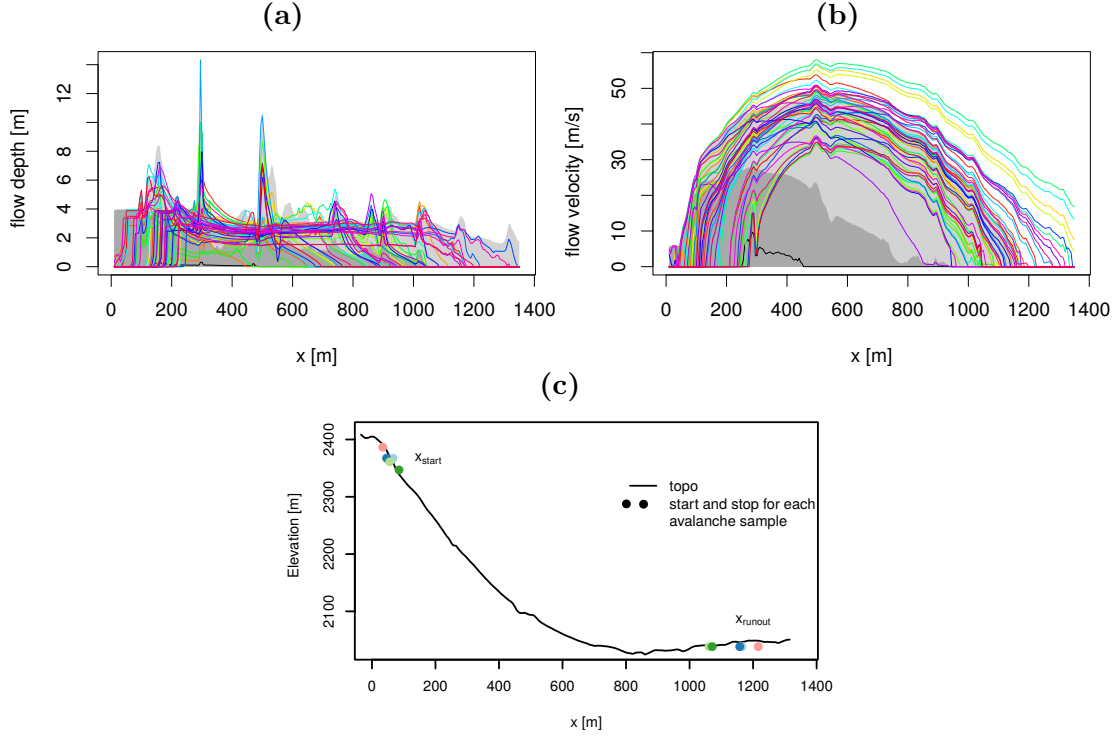 (a)
(b)
flow depth [m]
0 2 4 6 8 12
0 200 400 600 800 1000 1200 1400
x [m]
flow velocity [m/s]
0 10 30 50
0 200 400 600 800 1000 1200 1400
x [m]
(c)
Elevation [m]
2100 2200 2300 2400
x_start
topo
start and stop for each
avalanche sample
x_runout
0 200 400 600 800 1000 1200 1400
x [m]